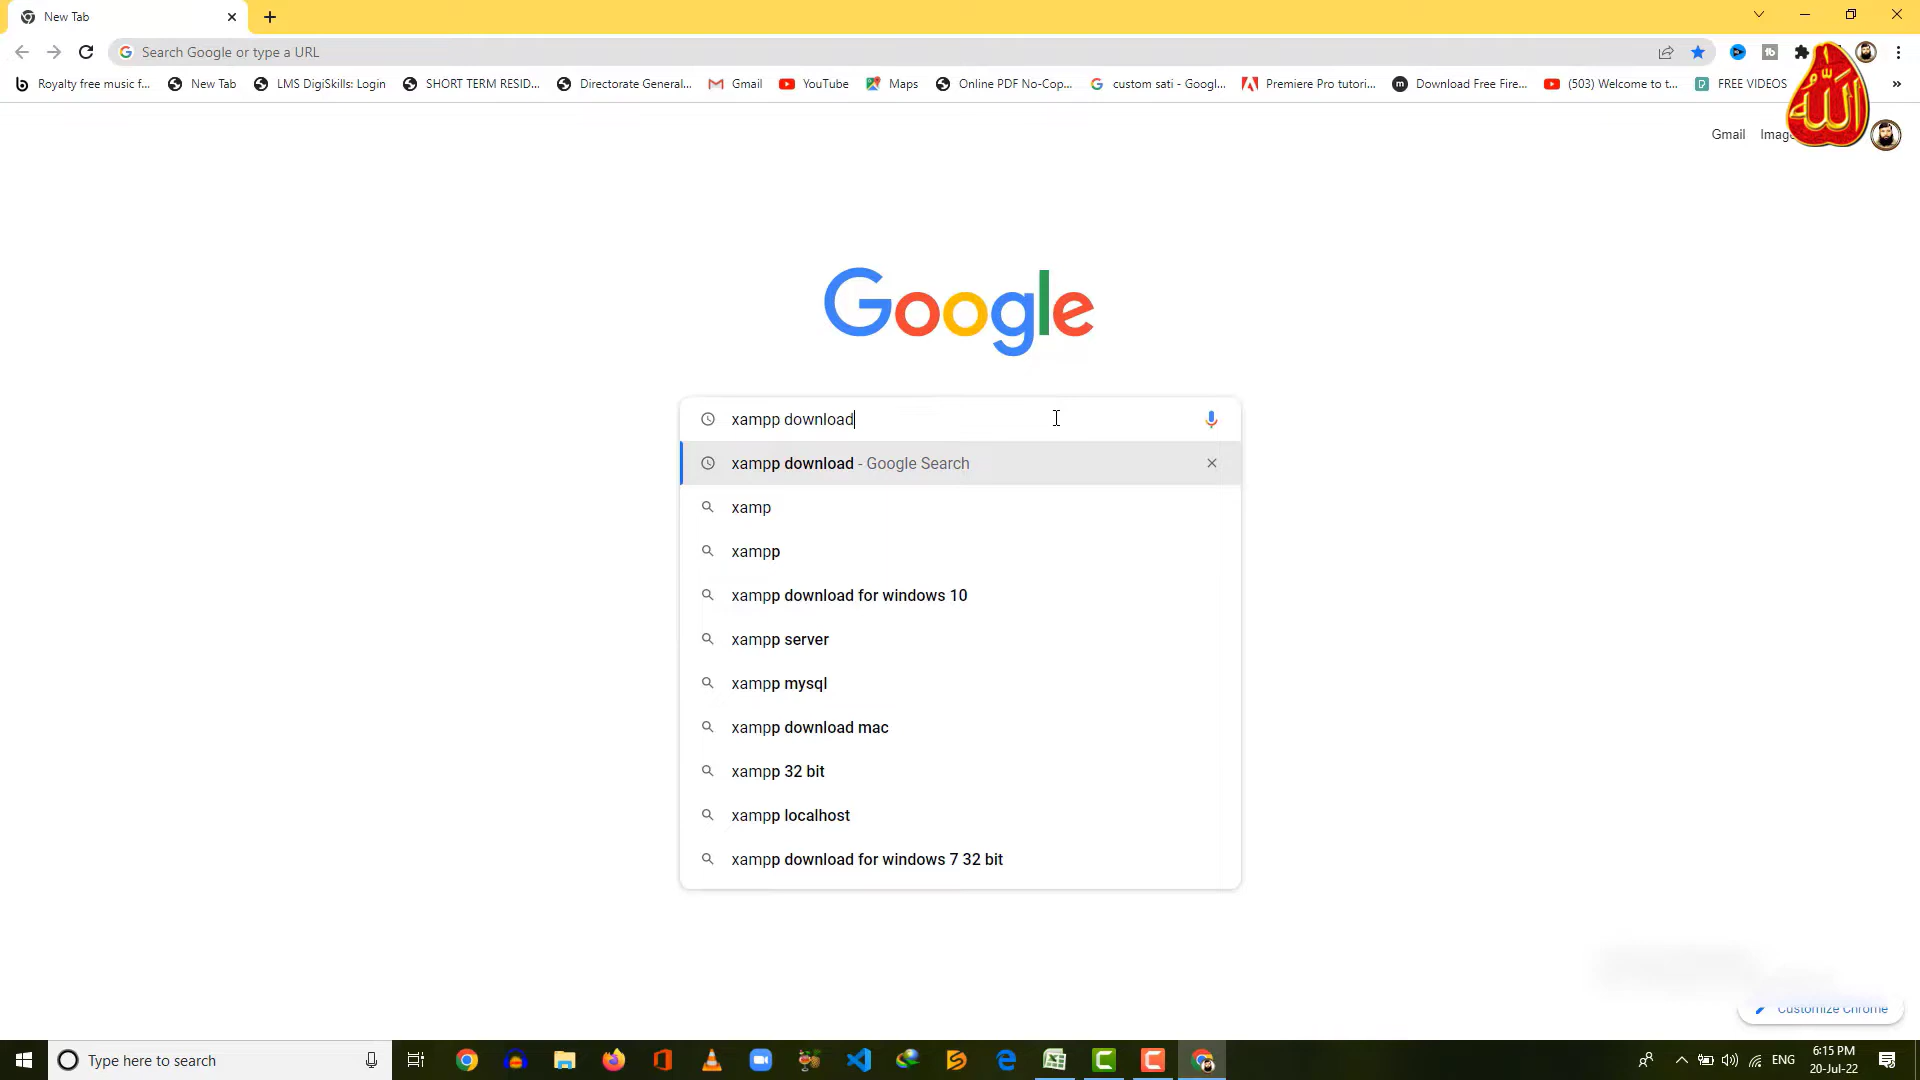 New Tab
Search Google or type a URL
Royalty free music f...
New Tab
LMS DigiSkills: Login
SHORT TERM RESID...
Directorate General...
Gmail
YouTube
Maps
Online PDF No-Cop...
custom sati - Googl...
Premiere Pro tutori...
Download Free Fire...
(503) Welcome to t...
FREE VIDEOS
»
الله
Gmail
Google
xampp download
xampp download - Google Search
xamp
xampp
xampp download for windows 10
xampp server
xampp mysql
xampp download mac
xampp 32 bit
xampp localhost
xampp download for windows 7 32 bit
Customize Chrome
Type here to search
ENG
6:15 PM
20-Jul-22